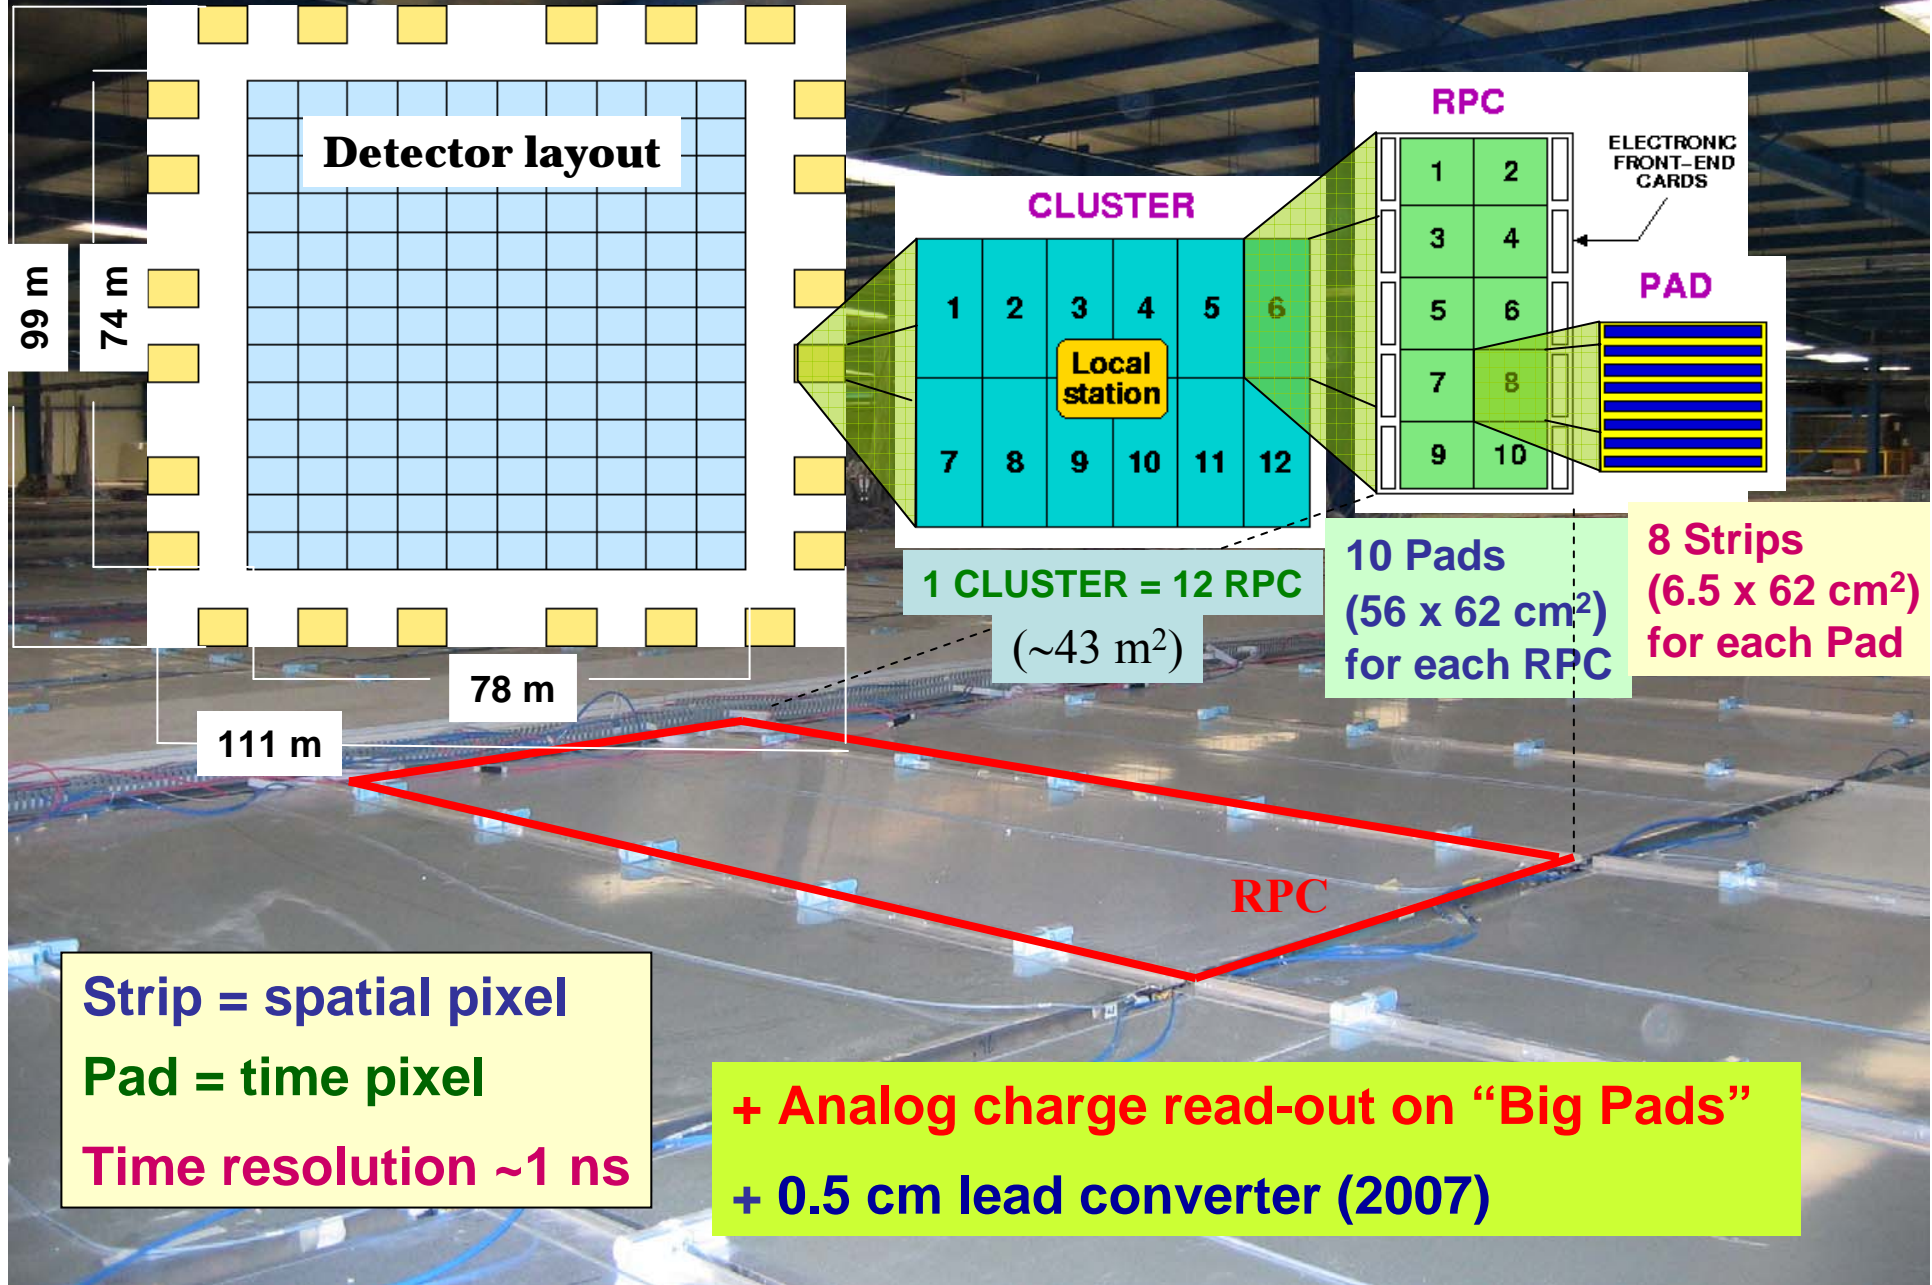 Detector layout
99 m
74 m
78 m
111 m
CLUSTER
1 2 3 4 5 6
Local
station
7 8 9 10 11 12
1 CLUSTER = 12 RPC
(~43 m²)
RPC
1 2
3 4
5 6
7 8
9 10
ELECTRONIC
FRONT–END
CARDS
PAD
10 Pads
(56 x 62 cm²)
for each RPC
8 Strips
(6.5 x 62 cm²)
for each Pad
RPC
Strip = spatial pixel
Pad = time pixel
Time resolution ~1 ns
+ Analog charge read-out on “Big Pads”
+ 0.5 cm lead converter (2007)